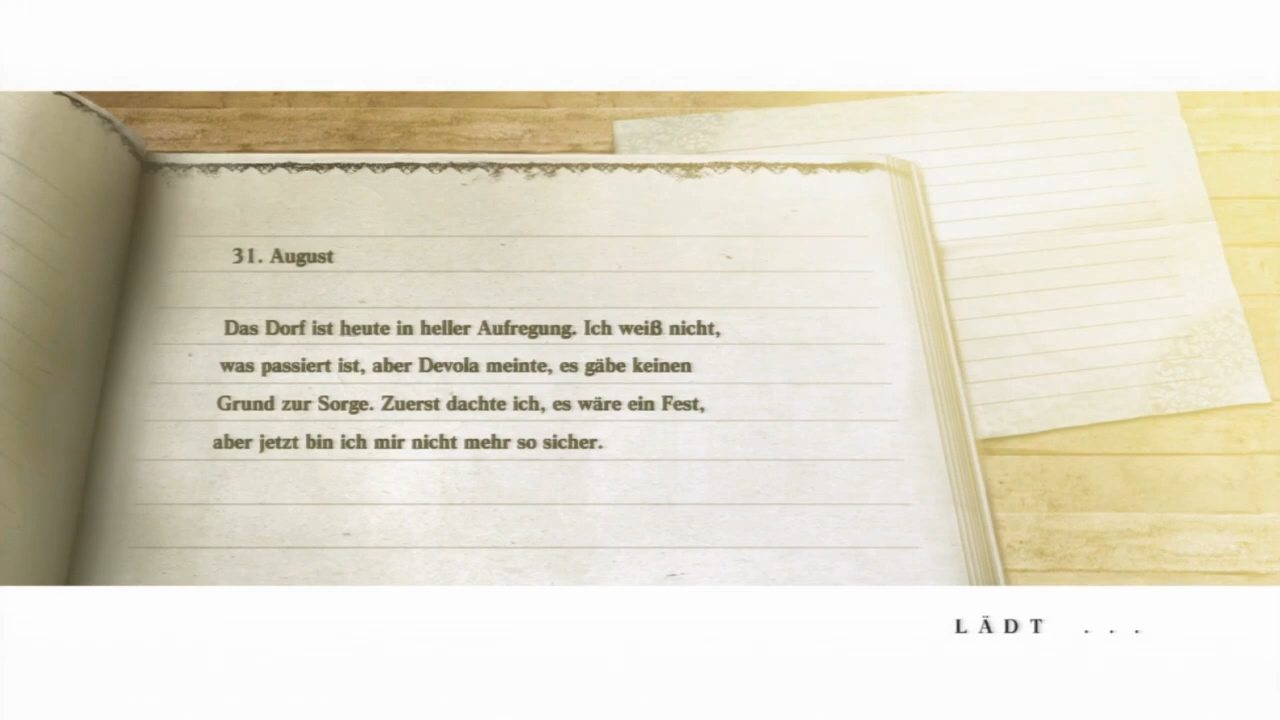 31. August
Das Dorf ist heute in heller Aufregung. Ich weiß nicht,
was passiert ist, aber Devola meinte, es gäbe keinen
Grund zur Sorge. Zuerst dachte ich, es wäre ein Fest,
aber jetzt bin ich mir nicht mehr so sicher.
LÄDT ...